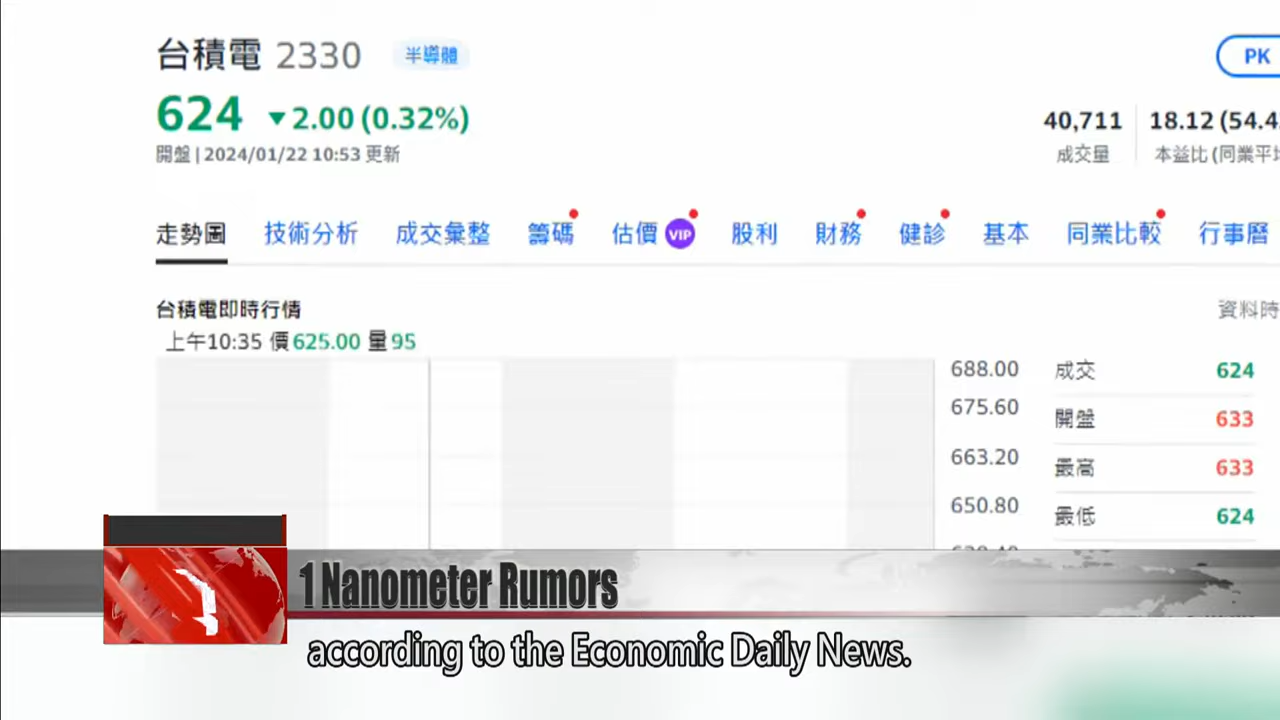 台積電 2330 半導體
PK
624 ▼2.00 (0.32%)
開盤 | 2024/01/22 10:53 更新
40,711
成交量
18.12 (54.4
本益比 (同業平
走勢圖 技術分析 成交彙整 籌碼 估價 VIP 股利 財務 健診 基本 同業比較 行事曆
台積電即時行情
資料時
上午10:35 價 625.00 量 95
688.00
675.60
663.20
650.80
成交 624
開盤 633
最高 633
最低 624
1 Nanometer Rumors
according to the Economic Daily News.